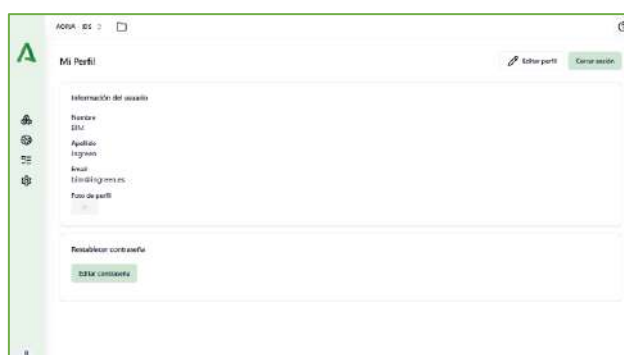 Mi Perfil
Editar perfil
Cerrar sesión
Información del usuario
Nombre
BIM
Apellido
Ingreen
Email
Foto de perfil
Restablecer contraseña
Editar contraseña